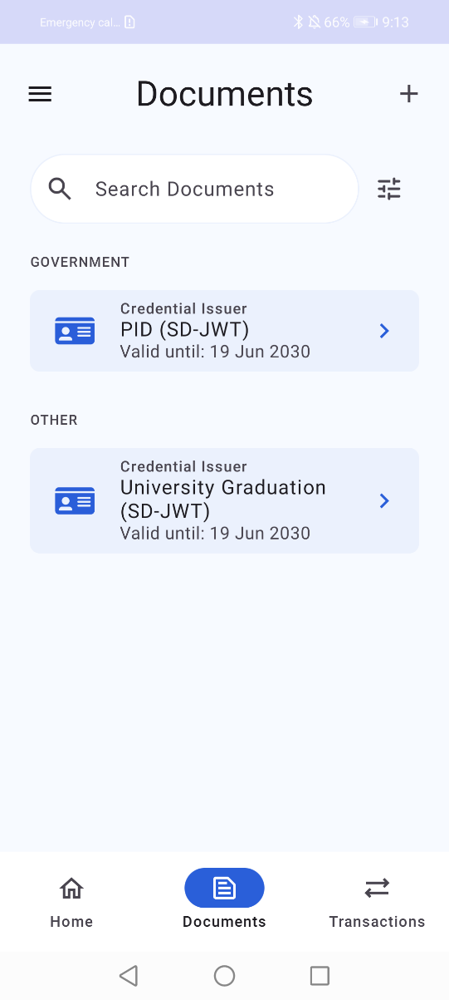 Emergency cal... 66% 9:13
Documents
Search Documents
GOVERNMENT
Credential Issuer
PID (SD-JWT)
Valid until: 19 Jun 2030
OTHER
Credential Issuer
University Graduation
(SD-JWT)
Valid until: 19 Jun 2030
Home Documents Transactions